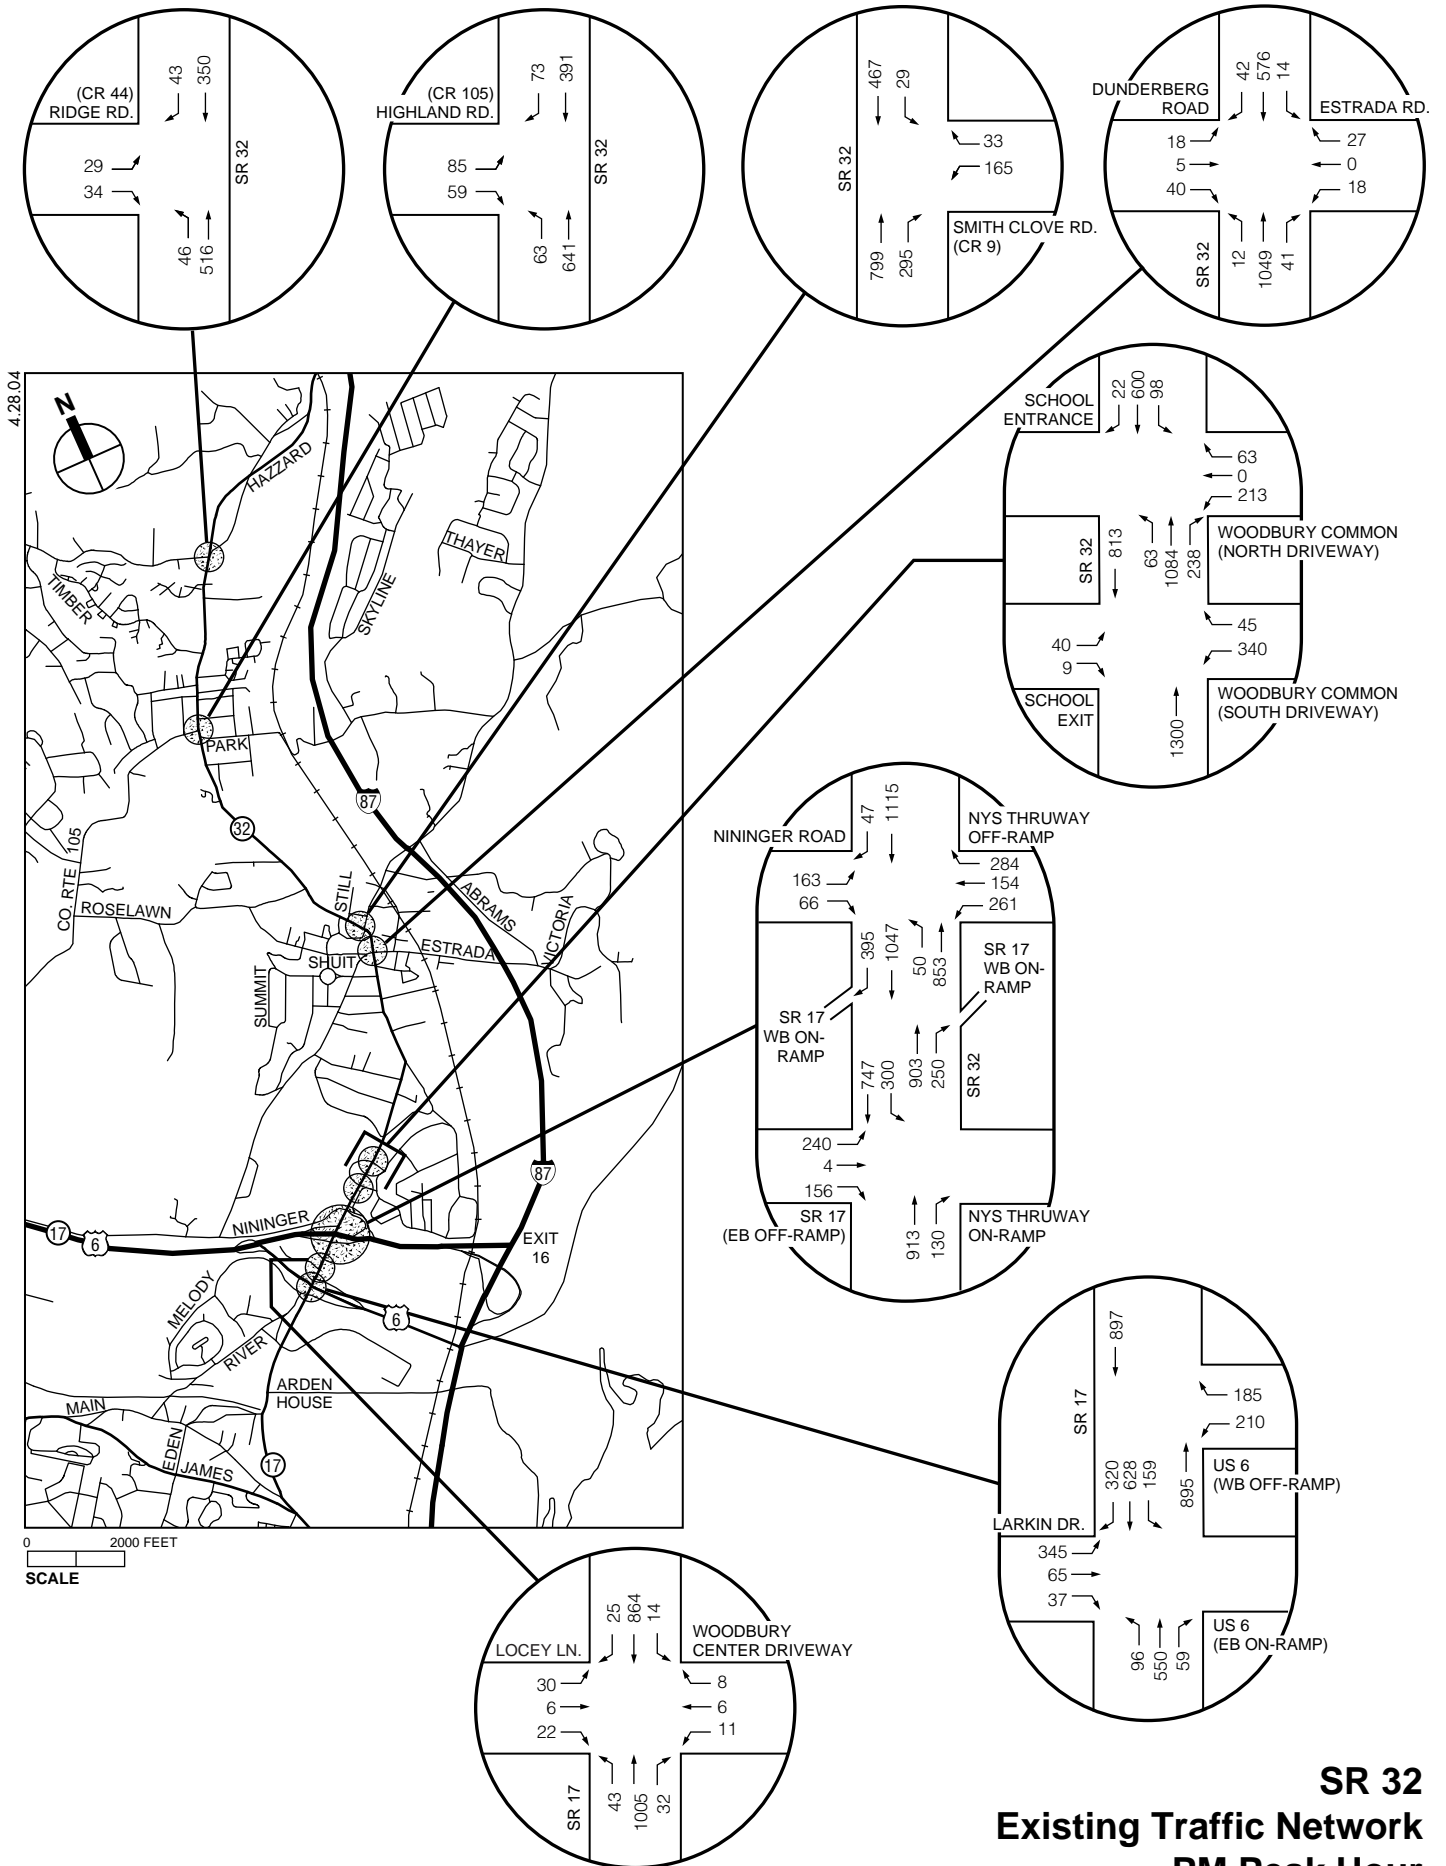 (CR 44)
RIDGE RD.
43
350
29
34
46
516
SR 32
(CR 105)
HIGHLAND RD.
73
391
85
59
63
641
SR 32
467
29
SR 32
33
165
799
295
SMITH CLOVE RD.
(CR 9)
DUNDERBERG
ROAD
42
576
14
ESTRADA RD.
18
5
40
27
0
18
SR 32
12
1049
41
SCHOOL
ENTRANCE
22
600
98
63
0
213
SR 32
813
63
1084
238
WOODBURY COMMON
(NORTH DRIVEWAY)
40
9
45
340
SCHOOL
EXIT
1300
WOODBURY COMMON
(SOUTH DRIVEWAY)
NININGER ROAD
47
1115
NYS THRUWAY
OFF-RAMP
163
66
284
154
261
395
1047
50
853
SR 17
WB ON-
RAMP
SR 17
WB ON-
RAMP
747
300
903
250
SR 32
240
4
156
SR 17
(EB OFF-RAMP)
913
130
NYS THRUWAY
ON-RAMP
897
SR 17
185
210
320
628
159
895
US 6
(WB OFF-RAMP)
LARKIN DR.
345
65
37
96
550
59
US 6
(EB ON-RAMP)
LOCEY LN.
25
864
14
WOODBURY
CENTER DRIVEWAY
30
6
22
8
6
11
SR 17
43
1005
32
4.28.04
N
HAZZARD
THAYER
SKYLINE
TIMBER
PARK
87
32
CO. RTE 105
ROSELAWN
STILL
ABRAMS
VICTORIA
SHUIT
ESTRADA
SUMMIT
87
17
6
NININGER
EXIT
16
MELODY
RIVER
6
ARDEN
HOUSE
MAIN
EDEN
JAMES
17
0
2000 FEET
SCALE
SR 32
Existing Traffic Network
PM Peak Hour